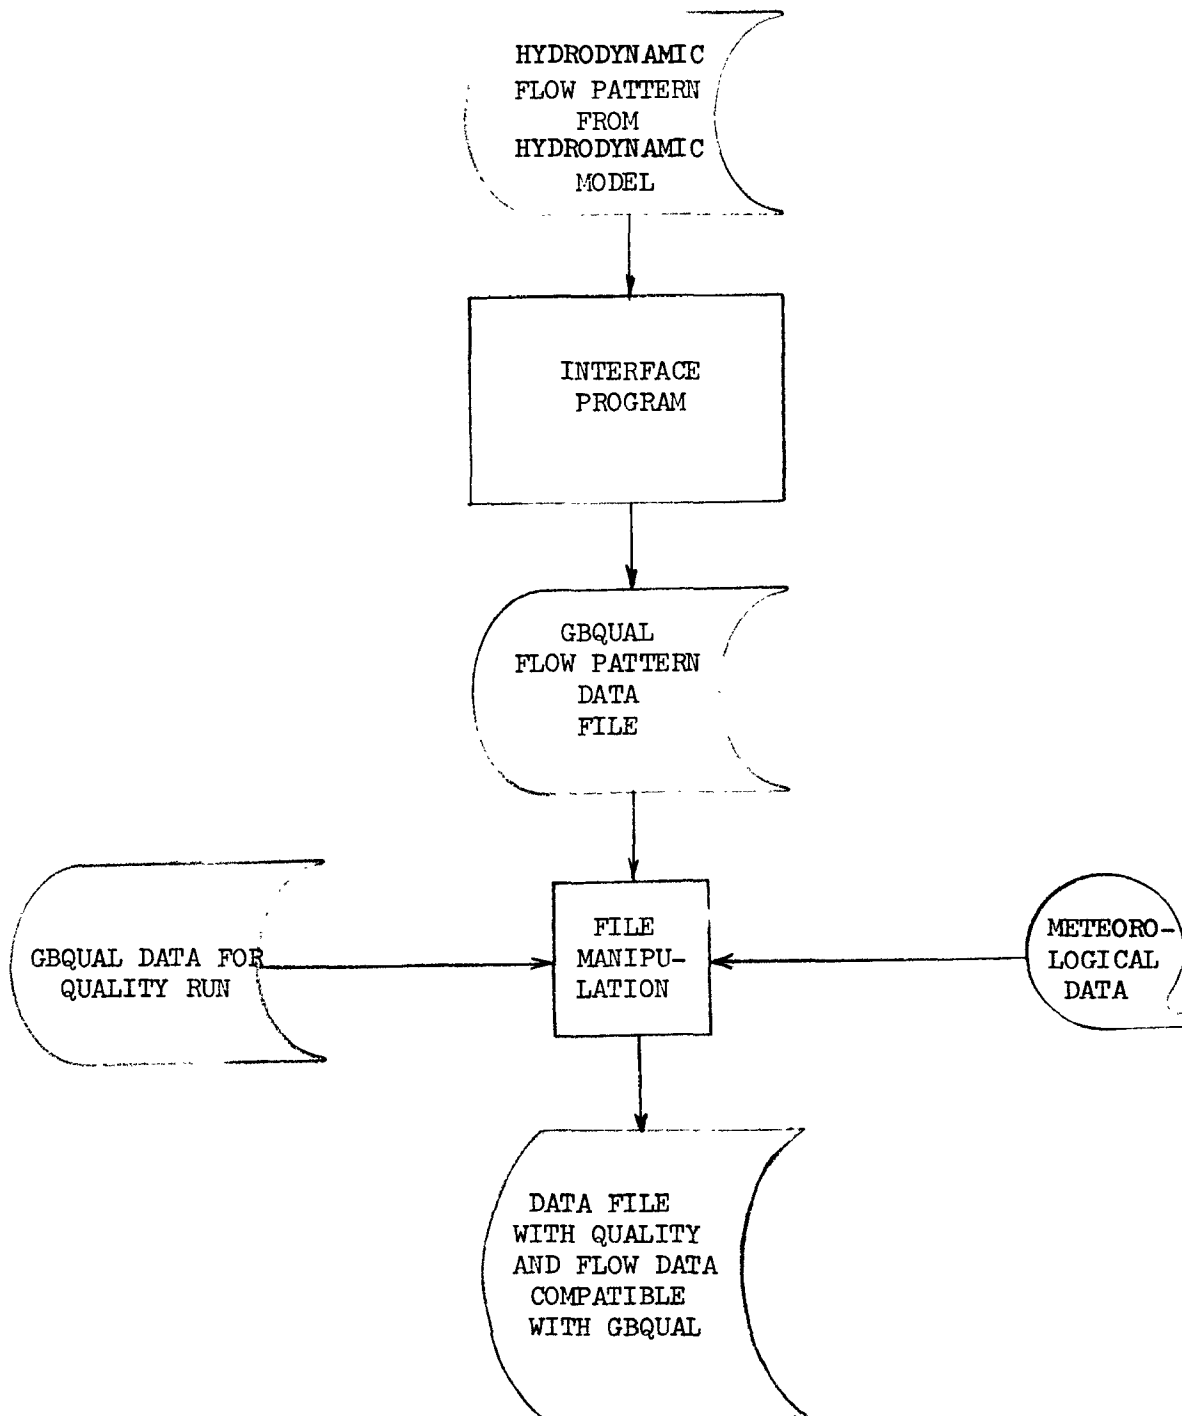 HYDRODYNAMIC
FLOW PATTERN
FROM
HYDRODYNAMIC
MODEL
INTERFACE
PROGRAM
GBQUAL
FLOW PATTERN
DATA
FILE
GBQUAL DATA FOR
QUALITY RUN
FILE
MANIPU-
LATION
METEORO-
LOGICAL
DATA
DATA FILE
WITH QUALITY
AND FLOW DATA
COMPATIBLE
WITH GBQUAL